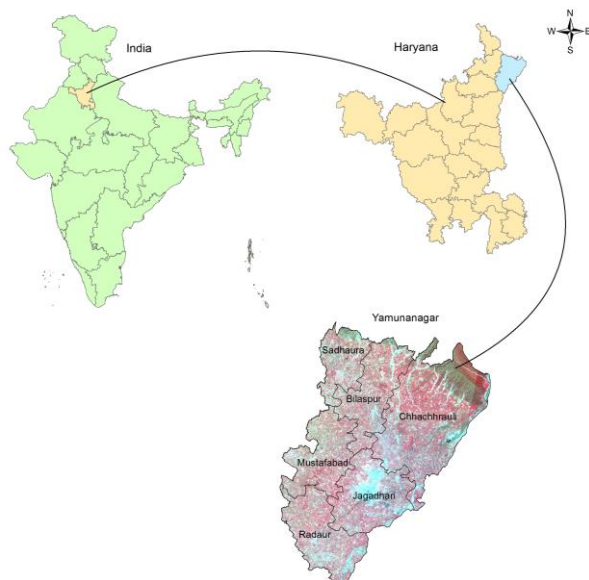 India
Haryana
N
W E
S
Yamunanagar
Sadhaura
Bilaspur
Chhachhrauli
Mustafabad
Jagadhari
Radaur